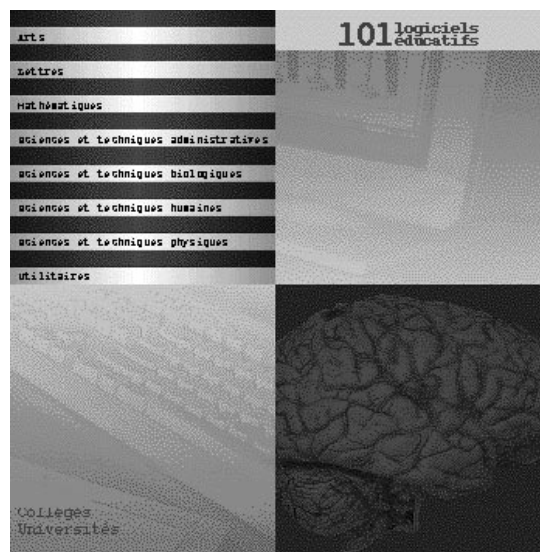 Arts
Lettres
Mathématiques
sciences et techniques administratives
sciences et techniques biologiques
sciences et techniques humaines
sciences et techniques physiques
utilitaires
101 logiciels
éducatifs
Collèges
Universités